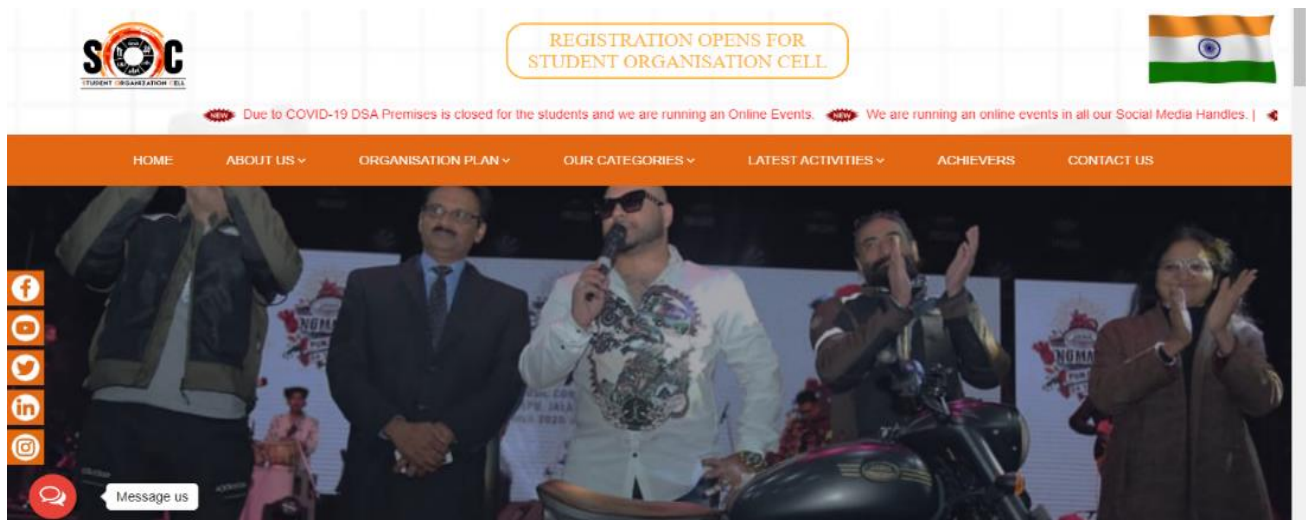 SOC
STUDENT ORGANIZATION CELL
REGISTRATION OPENS FOR
STUDENT ORGANISATION CELL
NEW Due to COVID-19 DSA Premises is closed for the students and we are running an Online Events. NEW We are running an online events in all our Social Media Handles. |
HOME ABOUT US ORGANISATION PLAN OUR CATEGORIES LATEST ACTIVITIES ACHIEVERS CONTACT US
NOMA
Message us